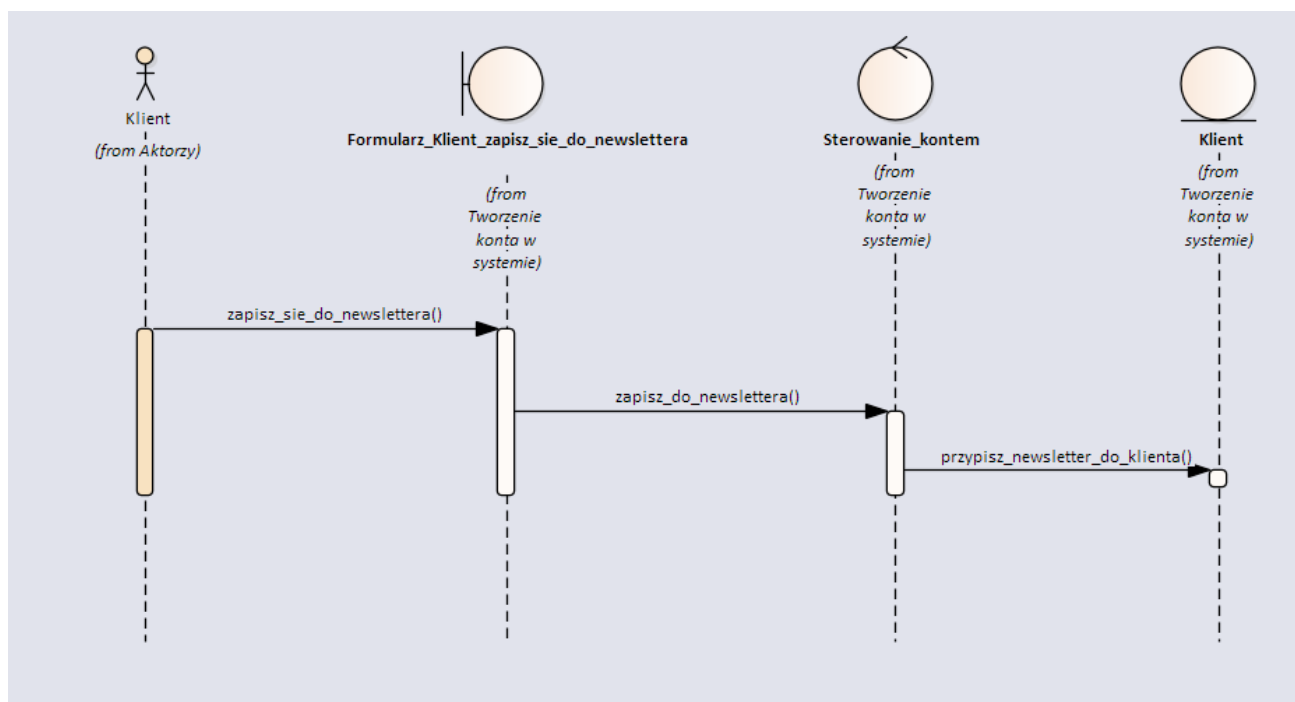 Klient
(from Aktorzy)
Formularz_Klient_zapisz_sie_do_newslettera
(from
Tworzenie
konta w
systemie)
Sterowanie_kontem
(from
Tworzenie
konta w
systemie)
Klient
(from
Tworzenie
konta w
systemie)
zapisz_sie_do_newslettera()
zapisz_do_newslettera()
przypisz_newsletter_do_klienta()